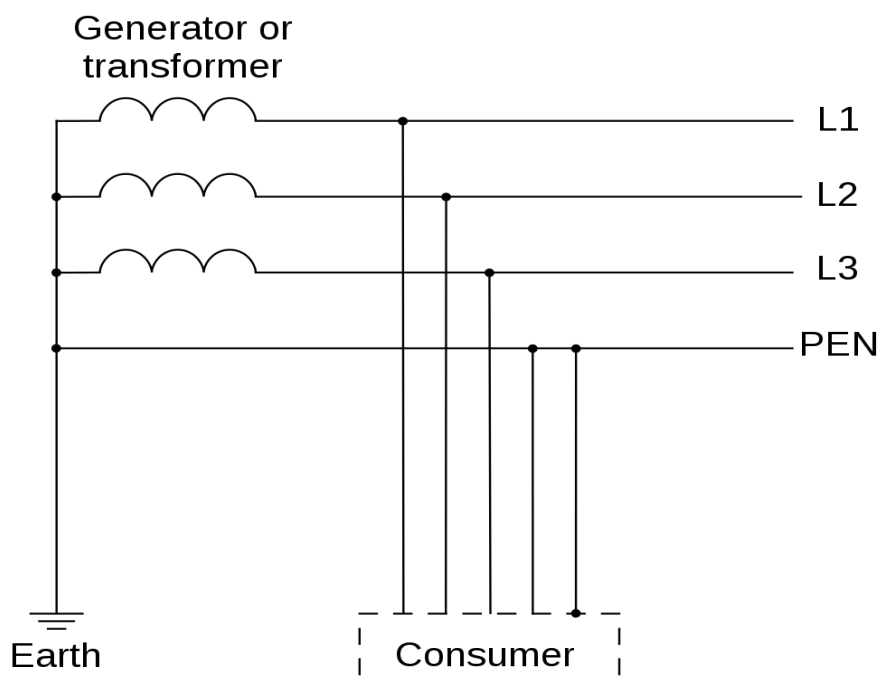 Generator or
transformer
L1
L2
L3
PEN
Earth
Consumer